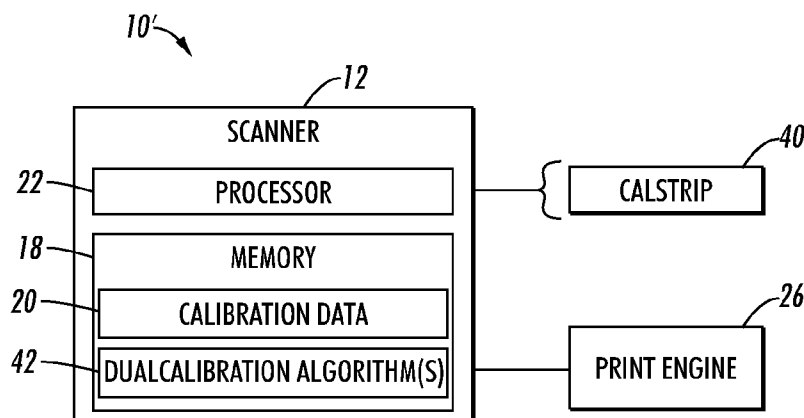 10'
12
SCANNER
40
22
PROCESSOR
CALSTRIP
18
MEMORY
20
CALIBRATION DATA
26
42
DUALCALIBRATION ALGORITHM(S)
PRINT ENGINE